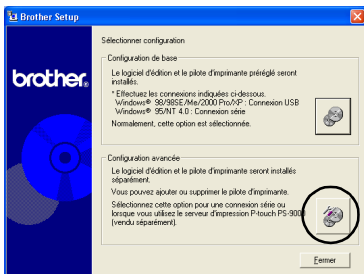 Brother Setup
Sélectionner configuration
brother.
Configuration de base
Le logiciel d'édition et le pilote d'imprimante préréglé seront
installés.
* Effectuez les connexions indiquées ci-dessous.
Windows® 98/98SE/Me/2000 Pro/XP : Connexion USB
Windows® 95/NT 4.0 : Connexion série
Normalement, cette option est sélectionnée.
Configuration avancée
Le logiciel d'édition et le pilote d'imprimante seront installés
séparément.
Vous pouvez ajouter ou supprimer le pilote d'imprimante.
Sélectionnez cette option pour une connexion série ou
lorsque vous utilisez le serveur d'impression P-touch PS-9000
(vendu séparément).
Fermer